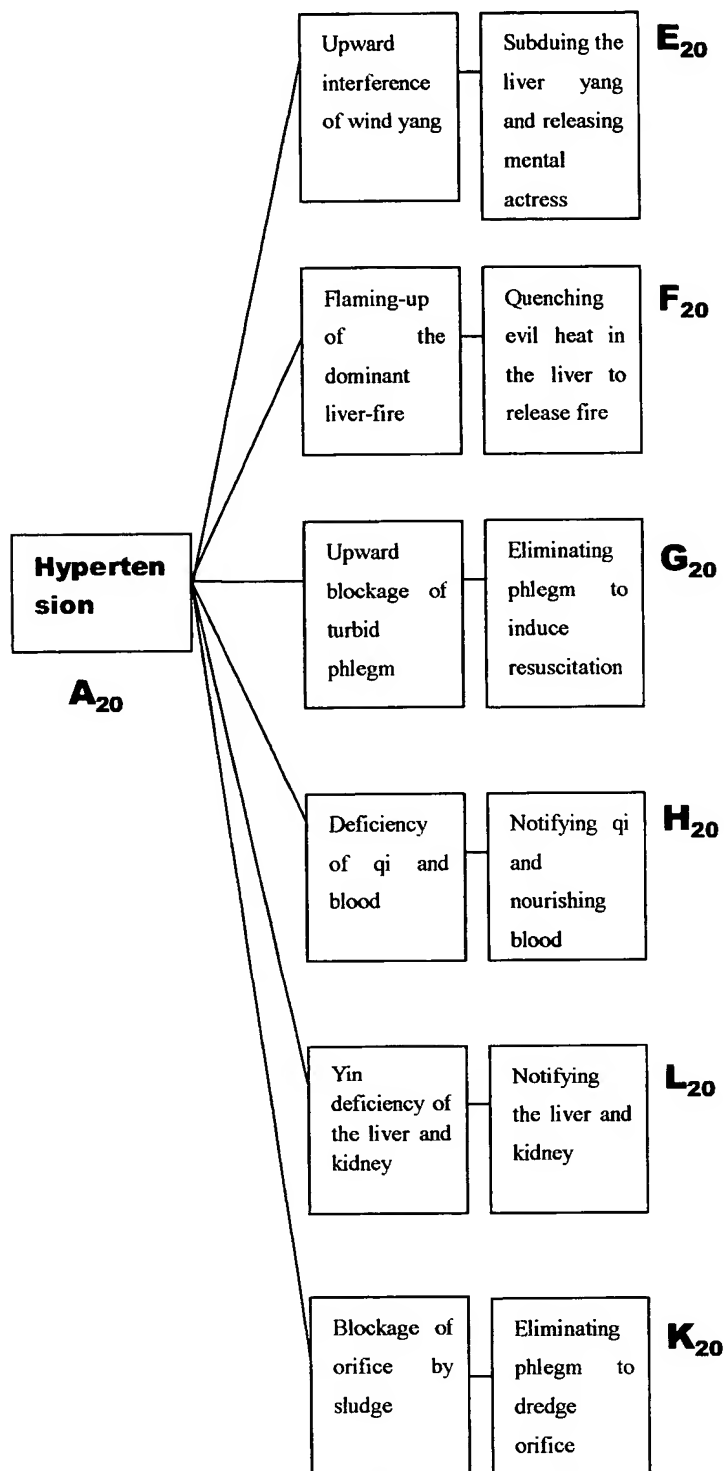 Upward
interference
of wind yang
Subduing the
liver yang
and releasing
mental
actress
E20
Flaming-up
of the
dominant
liver-fire
Quenching
evil heat in
the liver to
release fire
F20
Hyperten
sion
A20
Upward
blockage of
turbid
phlegm
Eliminating
phlegm to
induce
resuscitation
G20
Deficiency
of qi and
blood
Notifying qi
and
nourishing
blood
H20
Yin
deficiency of
the liver and
kidney
Notifying
the liver and
kidney
L20
Blockage of
orifice by
sludge
Eliminating
phlegm to
dredge
orifice
K20